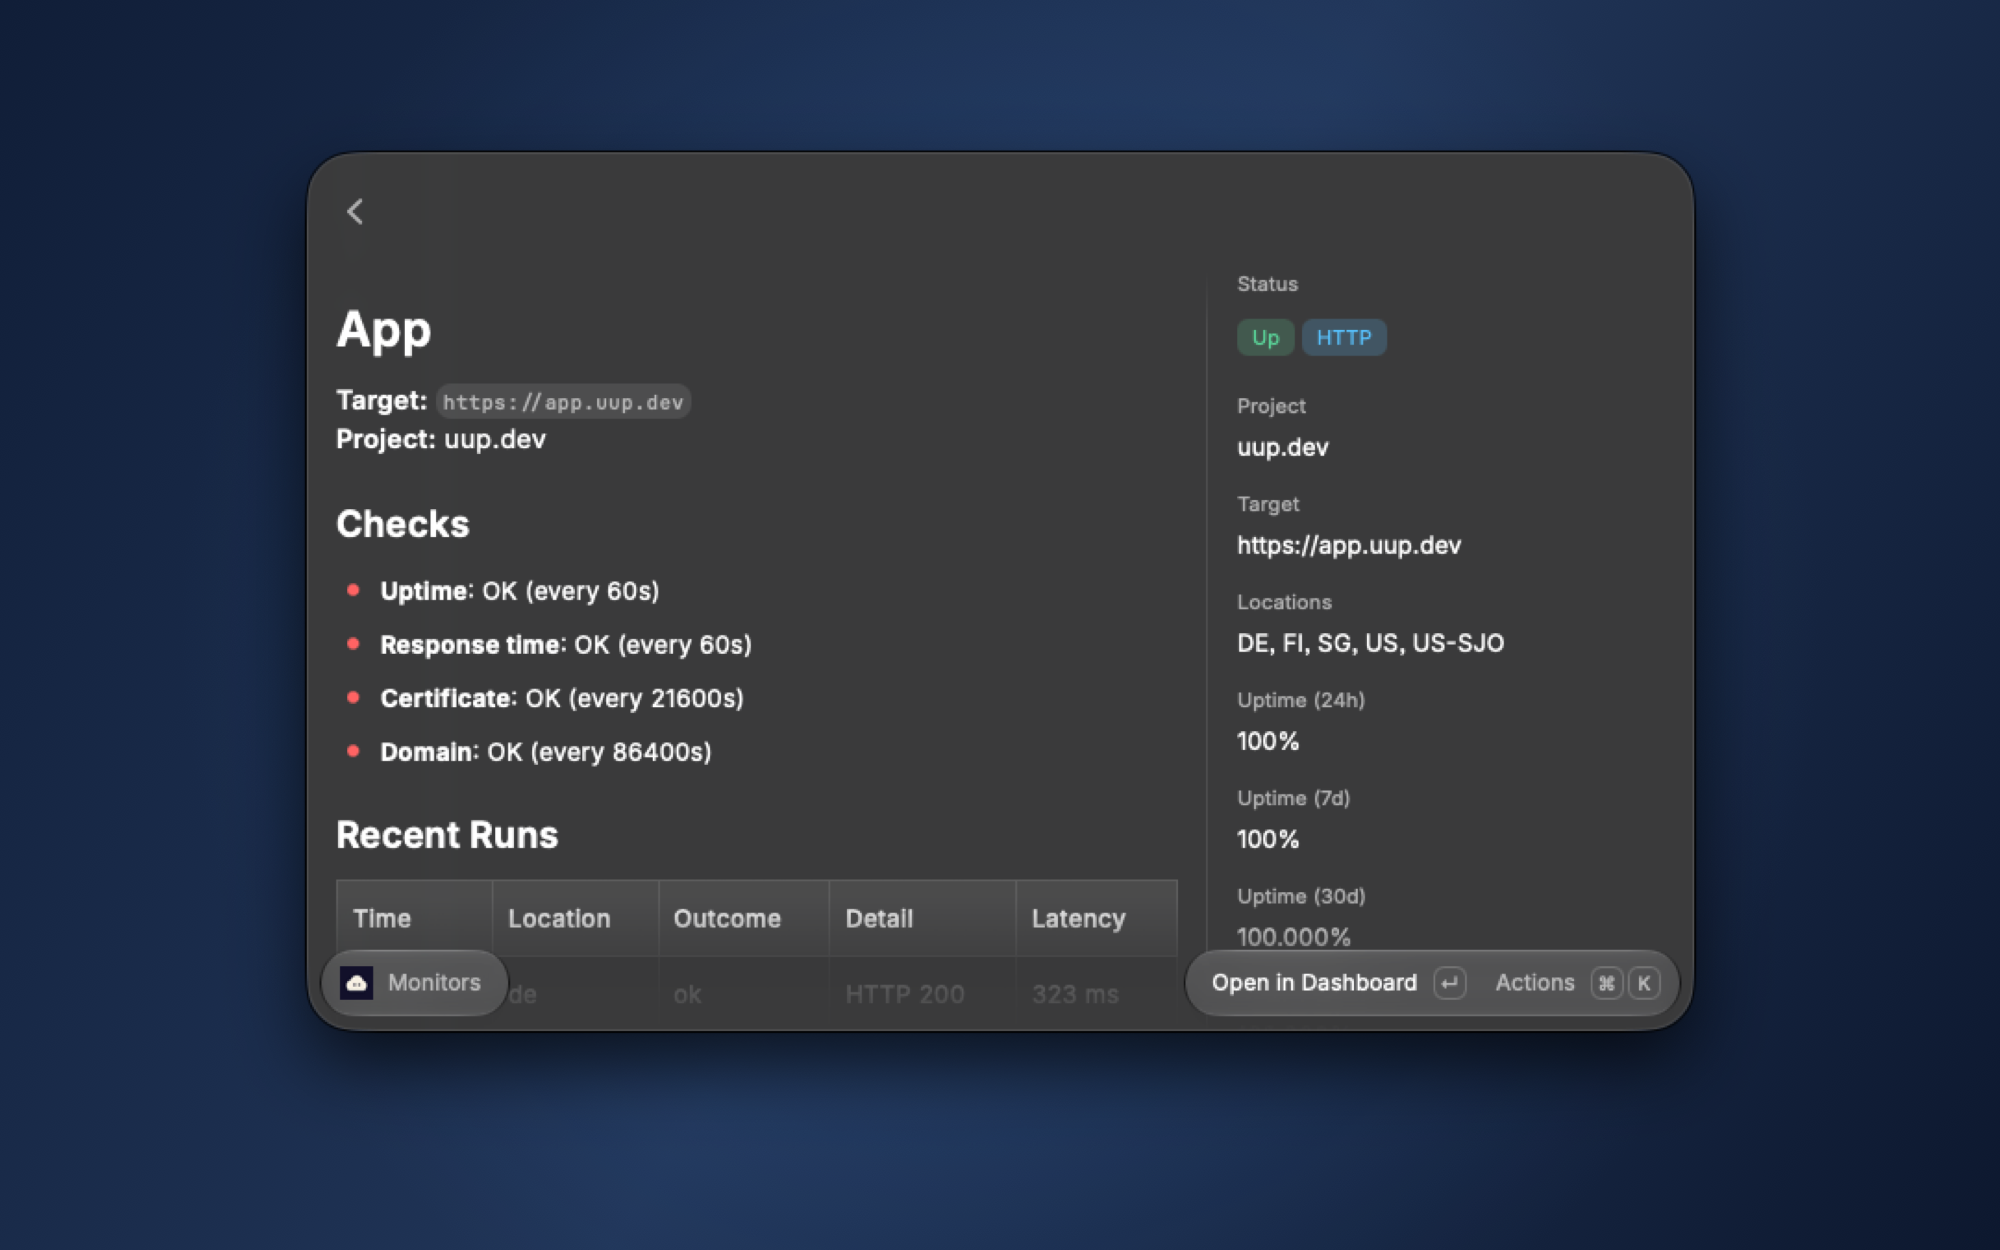 App
Target: https://app.uup.dev
Project: uup.dev
Checks
Uptime: OK (every 60s)
Response time: OK (every 60s)
Certificate: OK (every 21600s)
Domain: OK (every 86400s)
Recent Runs
Time Location Outcome Detail Latency
de ok HTTP 200 323 ms
Status
Up HTTP
Project
uup.dev
Target
https://app.uup.dev
Locations
DE, FI, SG, US, US-SJO
Uptime (24h)
100%
Uptime (7d)
100%
Uptime (30d)
100.000%
Monitors
Open in Dashboard ↵ Actions ⌘ K